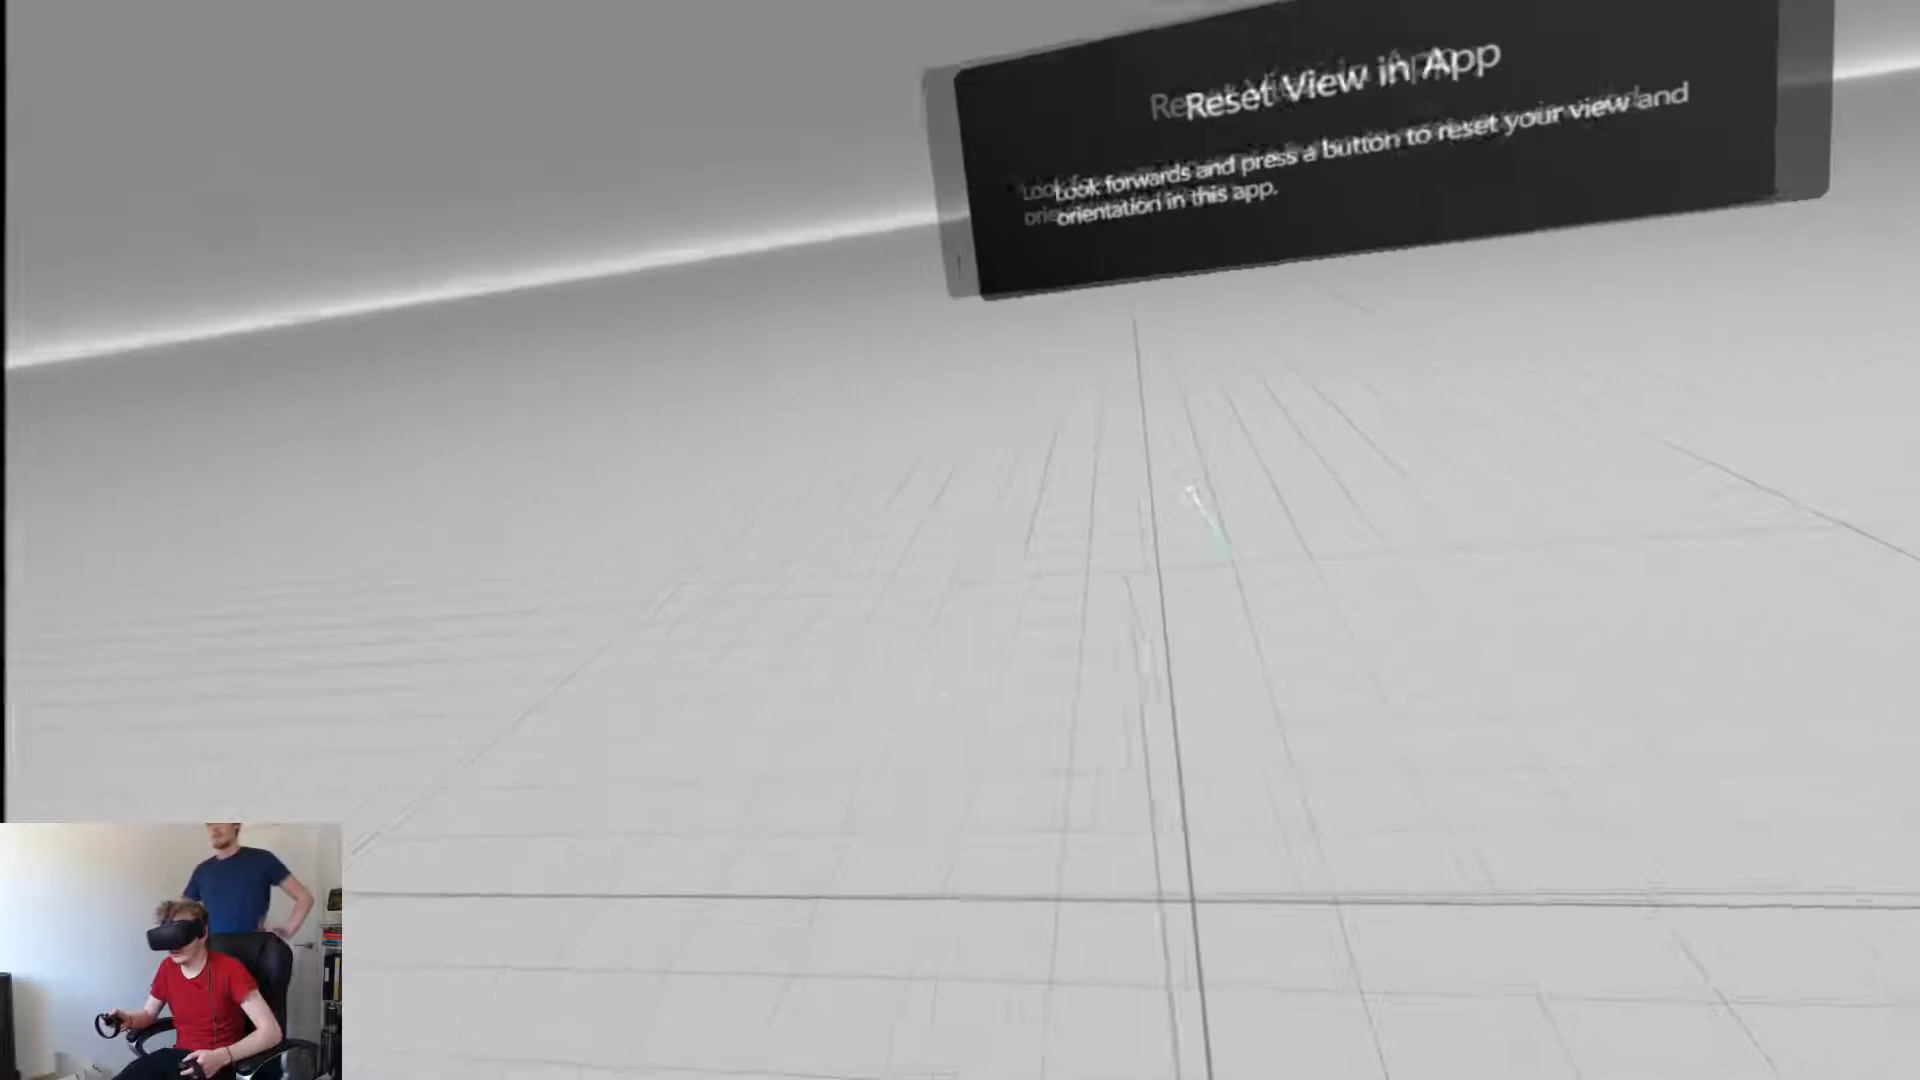 Reset View in App
Look forwards and press a button to reset your view and
orientation in this app.